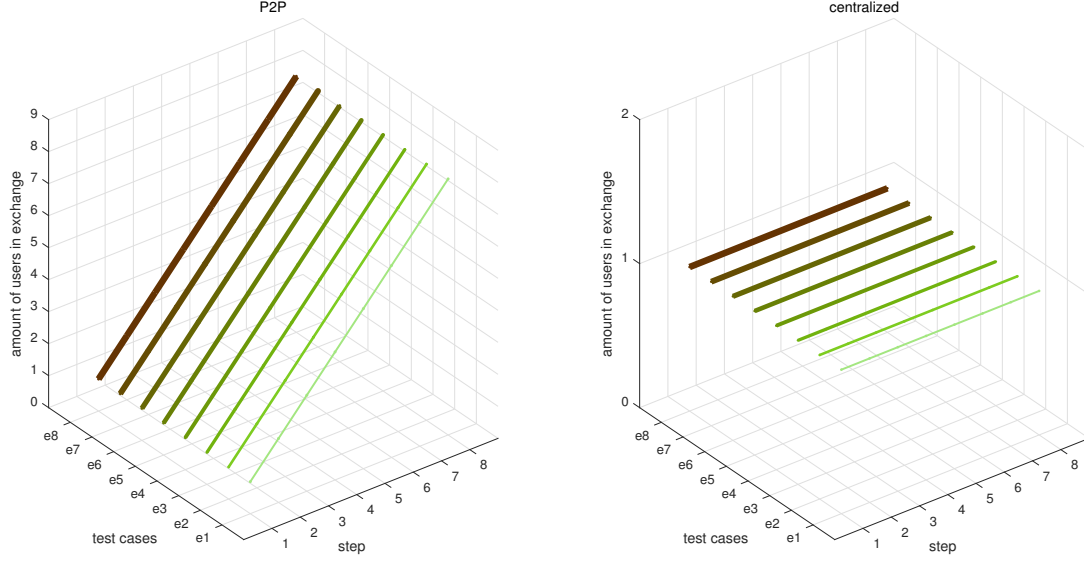 P2P
amount of users in exchange
9
8
7
6
5
4
3
2
1
0
e8
e7
e6
e5
e4
e3
e2
e1
test cases
1
2
3
4
5
6
7
8
step
centralized
amount of users in exchange
2
1
0
e8
e7
e6
e5
e4
e3
e2
e1
test cases
1
2
3
4
5
6
7
8
step